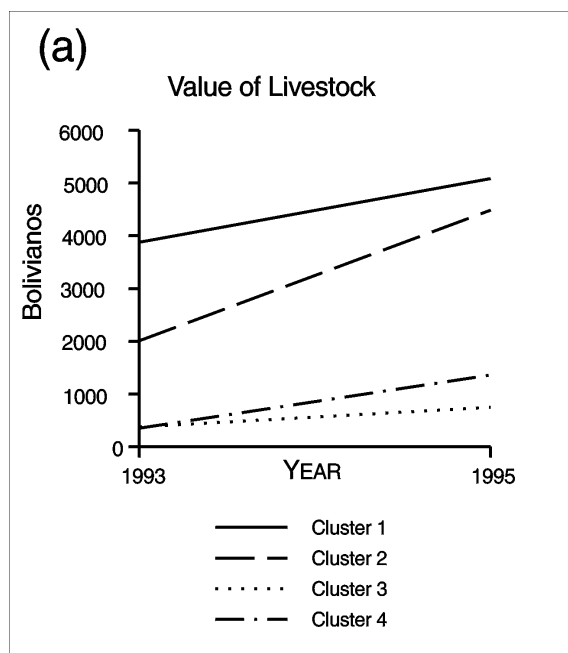 (a)
Value of Livestock
6000
5000
4000
3000
2000
1000
0
Bolivianos
1993 YEAR 1995
Cluster 1
Cluster 2
Cluster 3
Cluster 4